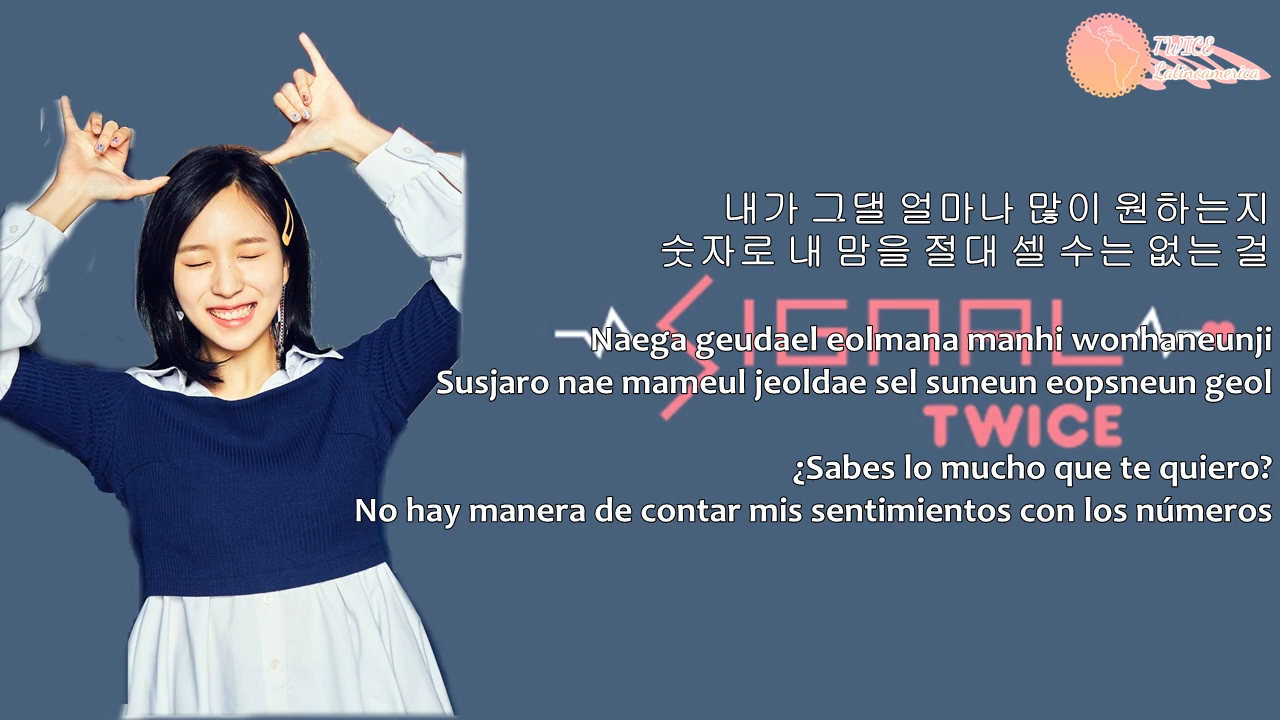 TWICE
Latinoamerica
내가 그댈 얼마나 많이 원하는지
숫자로 내 맘을 절대 셀 수는 없는 걸
SIGNAL
Naega geudael eolmana manhi wonhaneunji
Susjaro nae mameul jeoldae sel suneun eopsneun geol
TWICE
¿Sabes lo mucho que te quiero?
No hay manera de contar mis sentimientos con los números